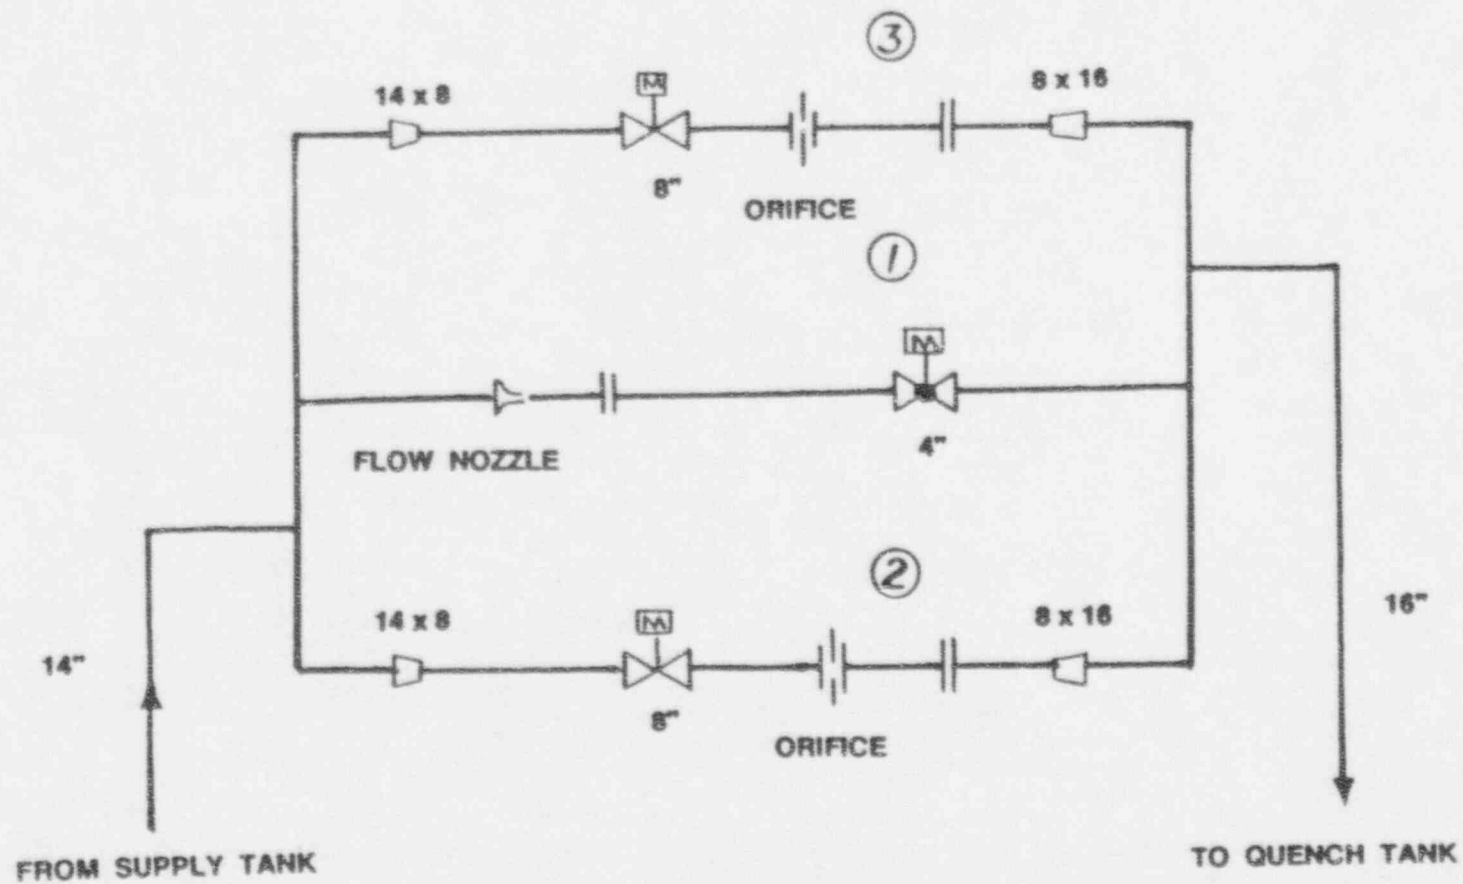 3
14 x 8
M
8 x 16
8"
ORIFICE
1
M
FLOW NOZZLE
4"
2
14 x 8
M
8 x 16
16"
14"
8"
ORIFICE
FROM SUPPLY TANK
TO QUENCH TANK